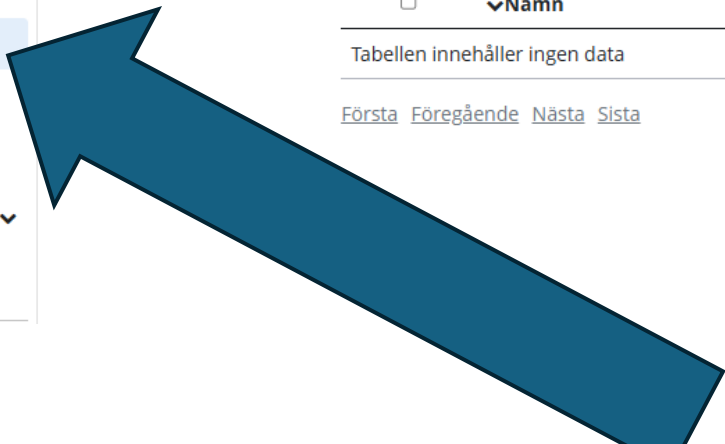 Namn
Tabellen innehåller ingen data
Första Föregående Nästa Sista